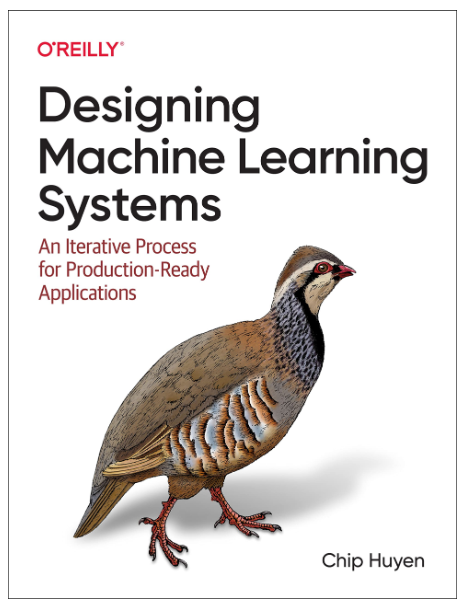 O'REILLY®
Designing
Machine Learning
Systems
An Iterative Process
for Production-Ready
Applications
Chip Huyen